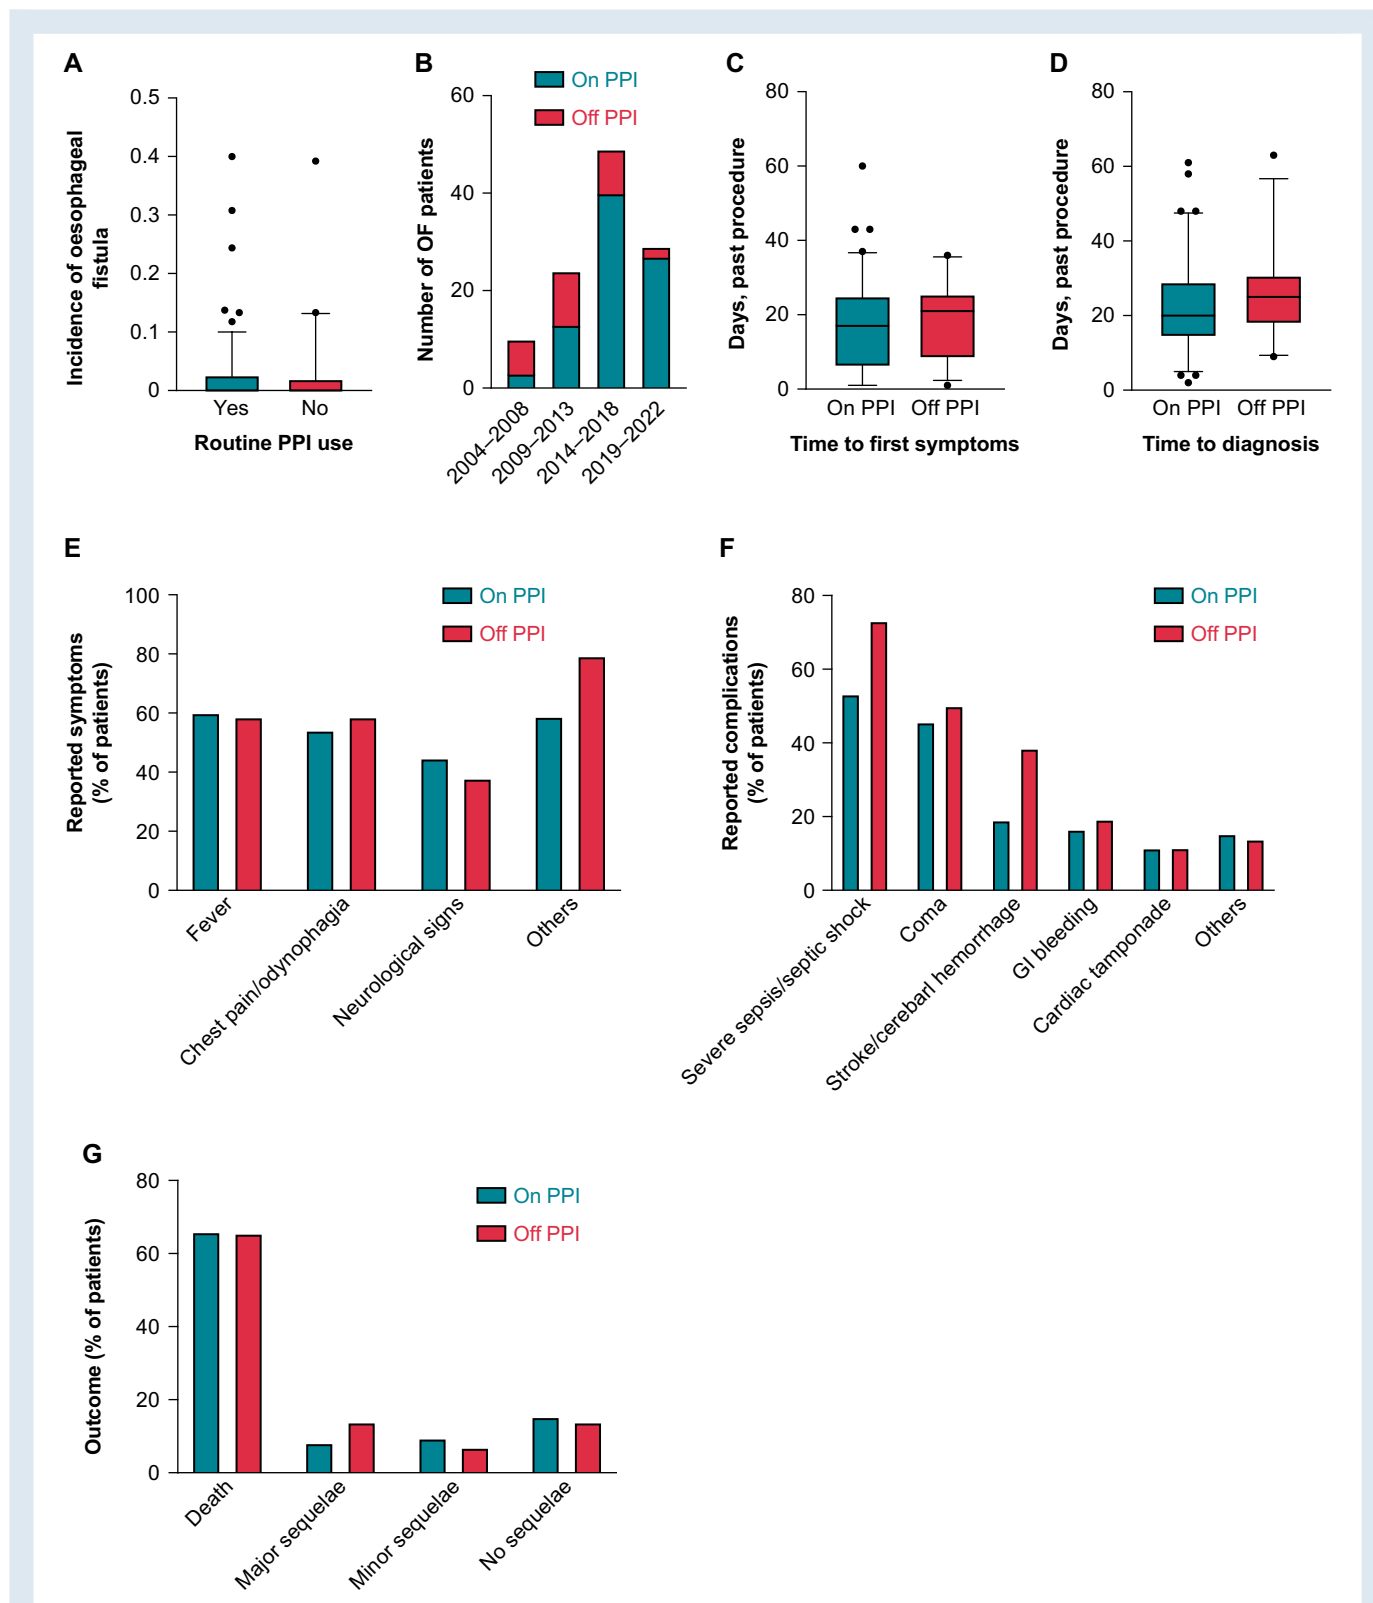 A
0.5
0.4
0.3
0.2
0.1
0
Incidence of oesophageal
fistula
Yes
No
Routine PPI use
B
On PPI
Off PPI
60
40
20
0
Number of OF patients
2004–2008
2009–2013
2014–2018
2019–2022
C
80
60
40
20
0
Days, past procedure
On PPI
Off PPI
Time to first symptoms
D
80
60
40
20
0
Days, past procedure
On PPI
Off PPI
Time to diagnosis
E
On PPI
Off PPI
100
80
60
40
20
0
Reported symptoms
(% of patients)
Fever
Chest pain/odynophagia
Neurological signs
Others
F
On PPI
Off PPI
80
60
40
20
0
Reported complications
(% of patients)
Severe sepsis/septic shock
Coma
Stroke/cerebarl hemorrhage
GI bleeding
Cardiac tamponade
Others
G
On PPI
Off PPI
80
60
40
20
0
Outcome (% of patients)
Death
Major sequelae
Minor sequelae
No sequelae